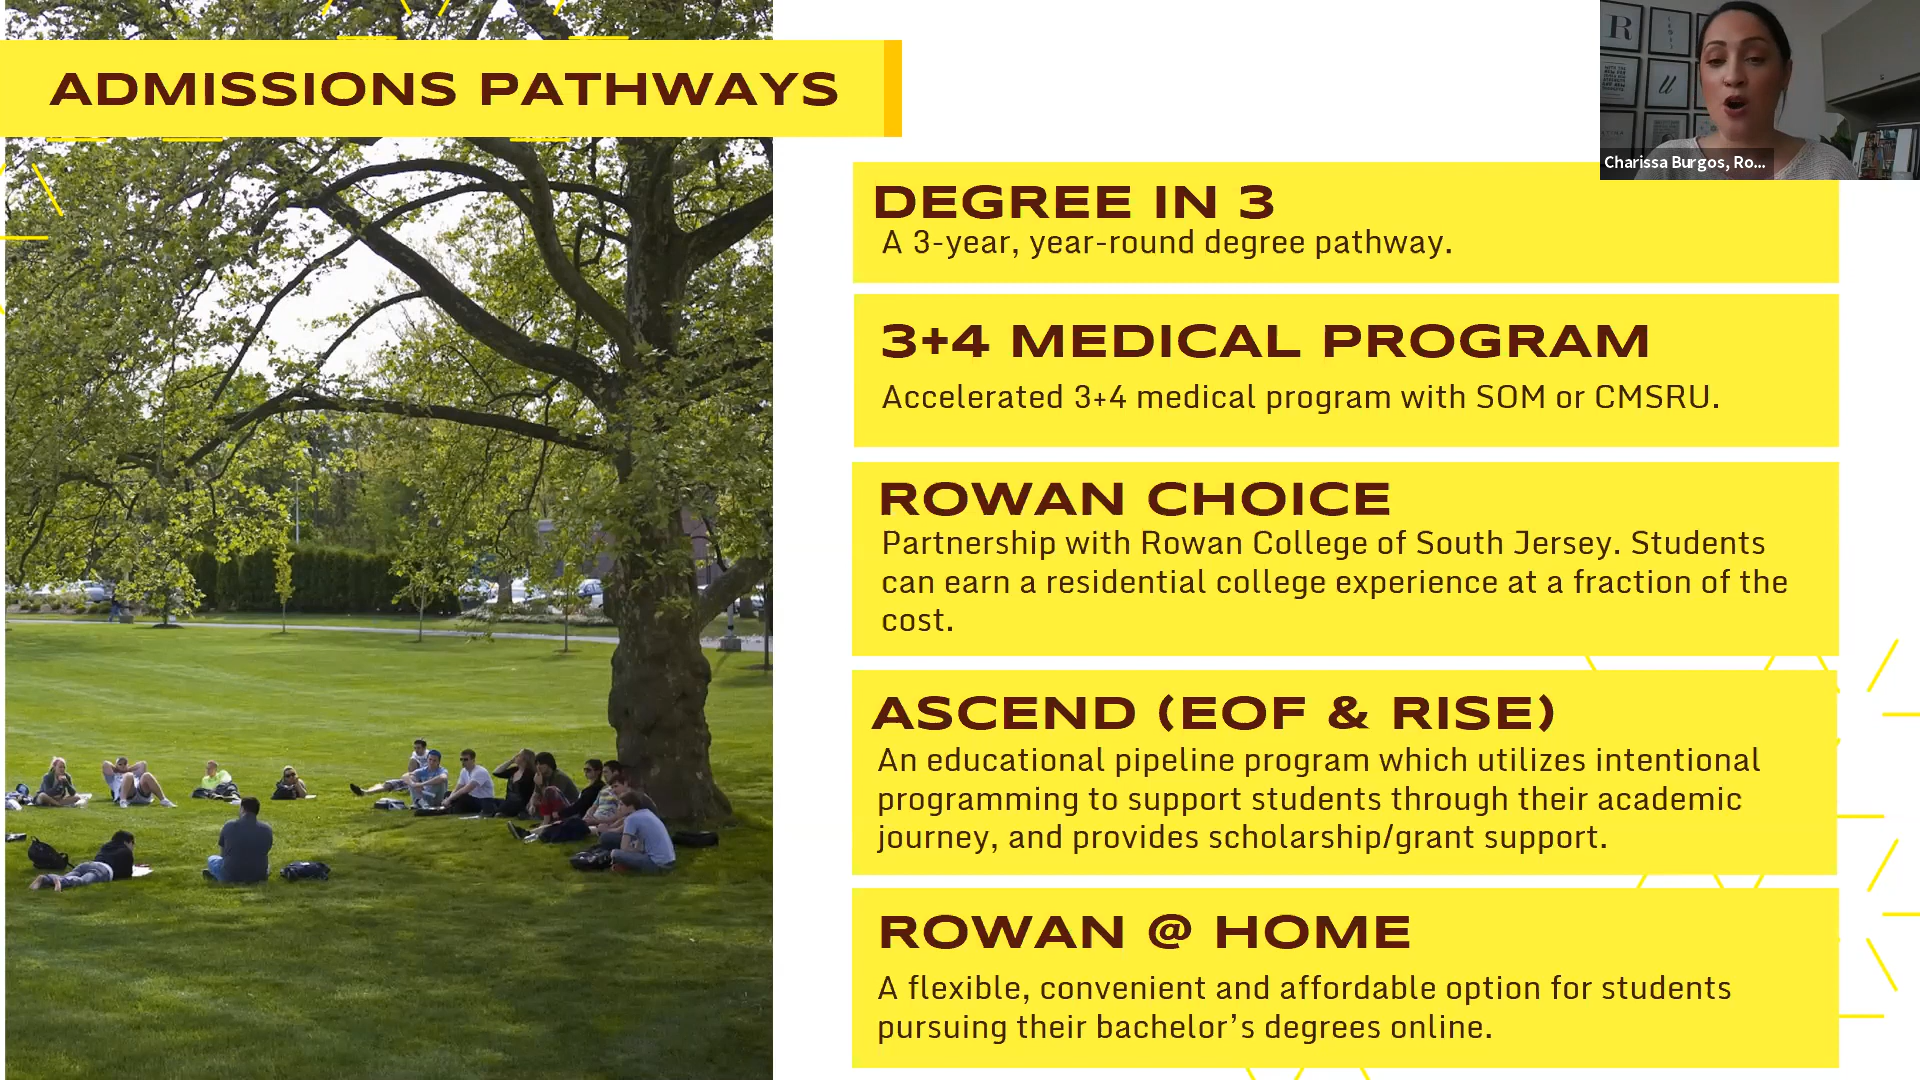 ADMISSIONS PATHWAYS
Charissa Burgos, Ro...
DEGREE IN 3
A 3-year, year-round degree pathway.
3+4 MEDICAL PROGRAM
Accelerated 3+4 medical program with SOM or CMSRU.
ROWAN CHOICE
Partnership with Rowan College of South Jersey. Students
can earn a residential college experience at a fraction of the
cost.
ASCEND (EOF & RISE)
An educational pipeline program which utilizes intentional
programming to support students through their academic
journey, and provides scholarship/grant support.
ROWAN @ HOME
A flexible, convenient and affordable option for students
pursuing their bachelor's degrees online.